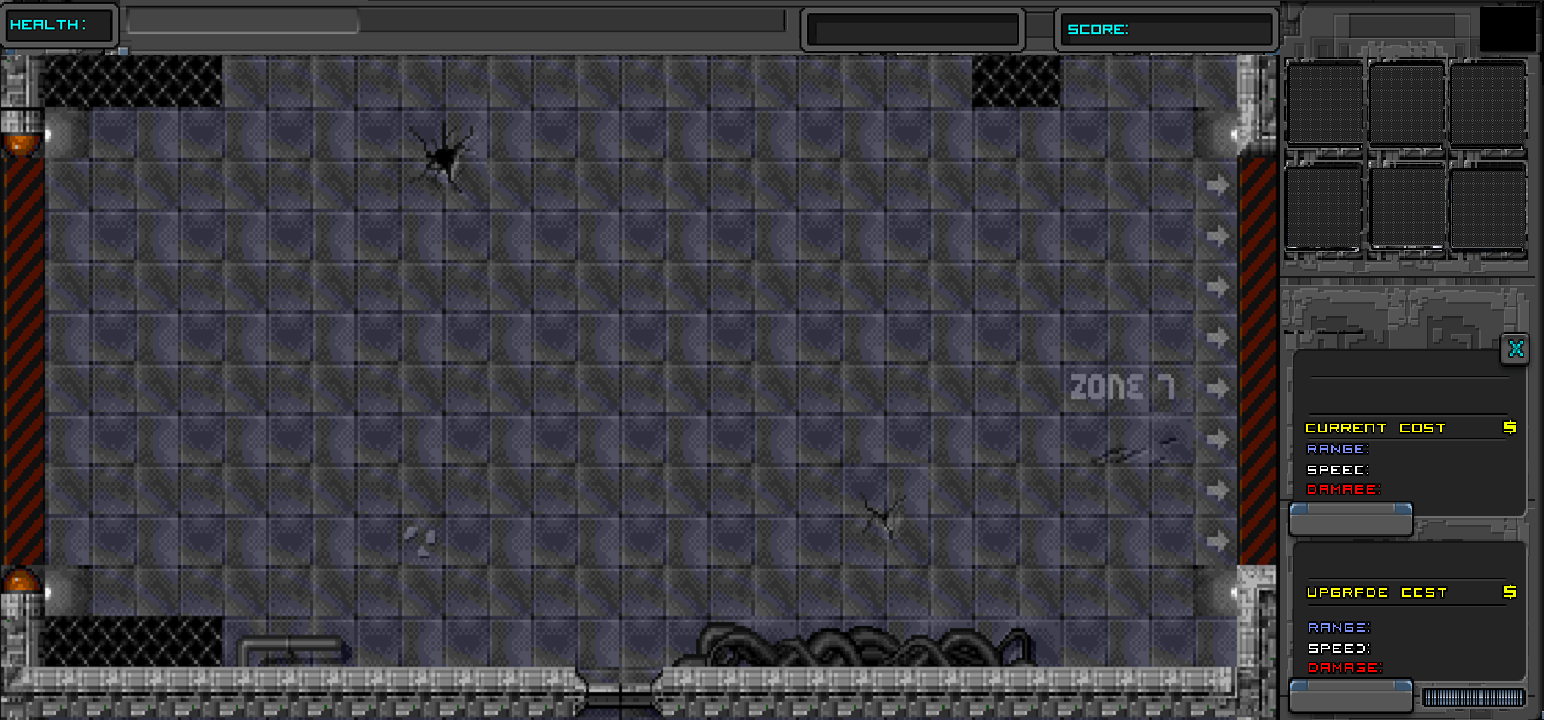 HEALTH:
SCORE:
X
ZONE 7
CURRENT COST $
RANGE:
SPEED:
DAMAGE:
UPGRADE COST $
RANGE:
SPEED:
DAMAGE: